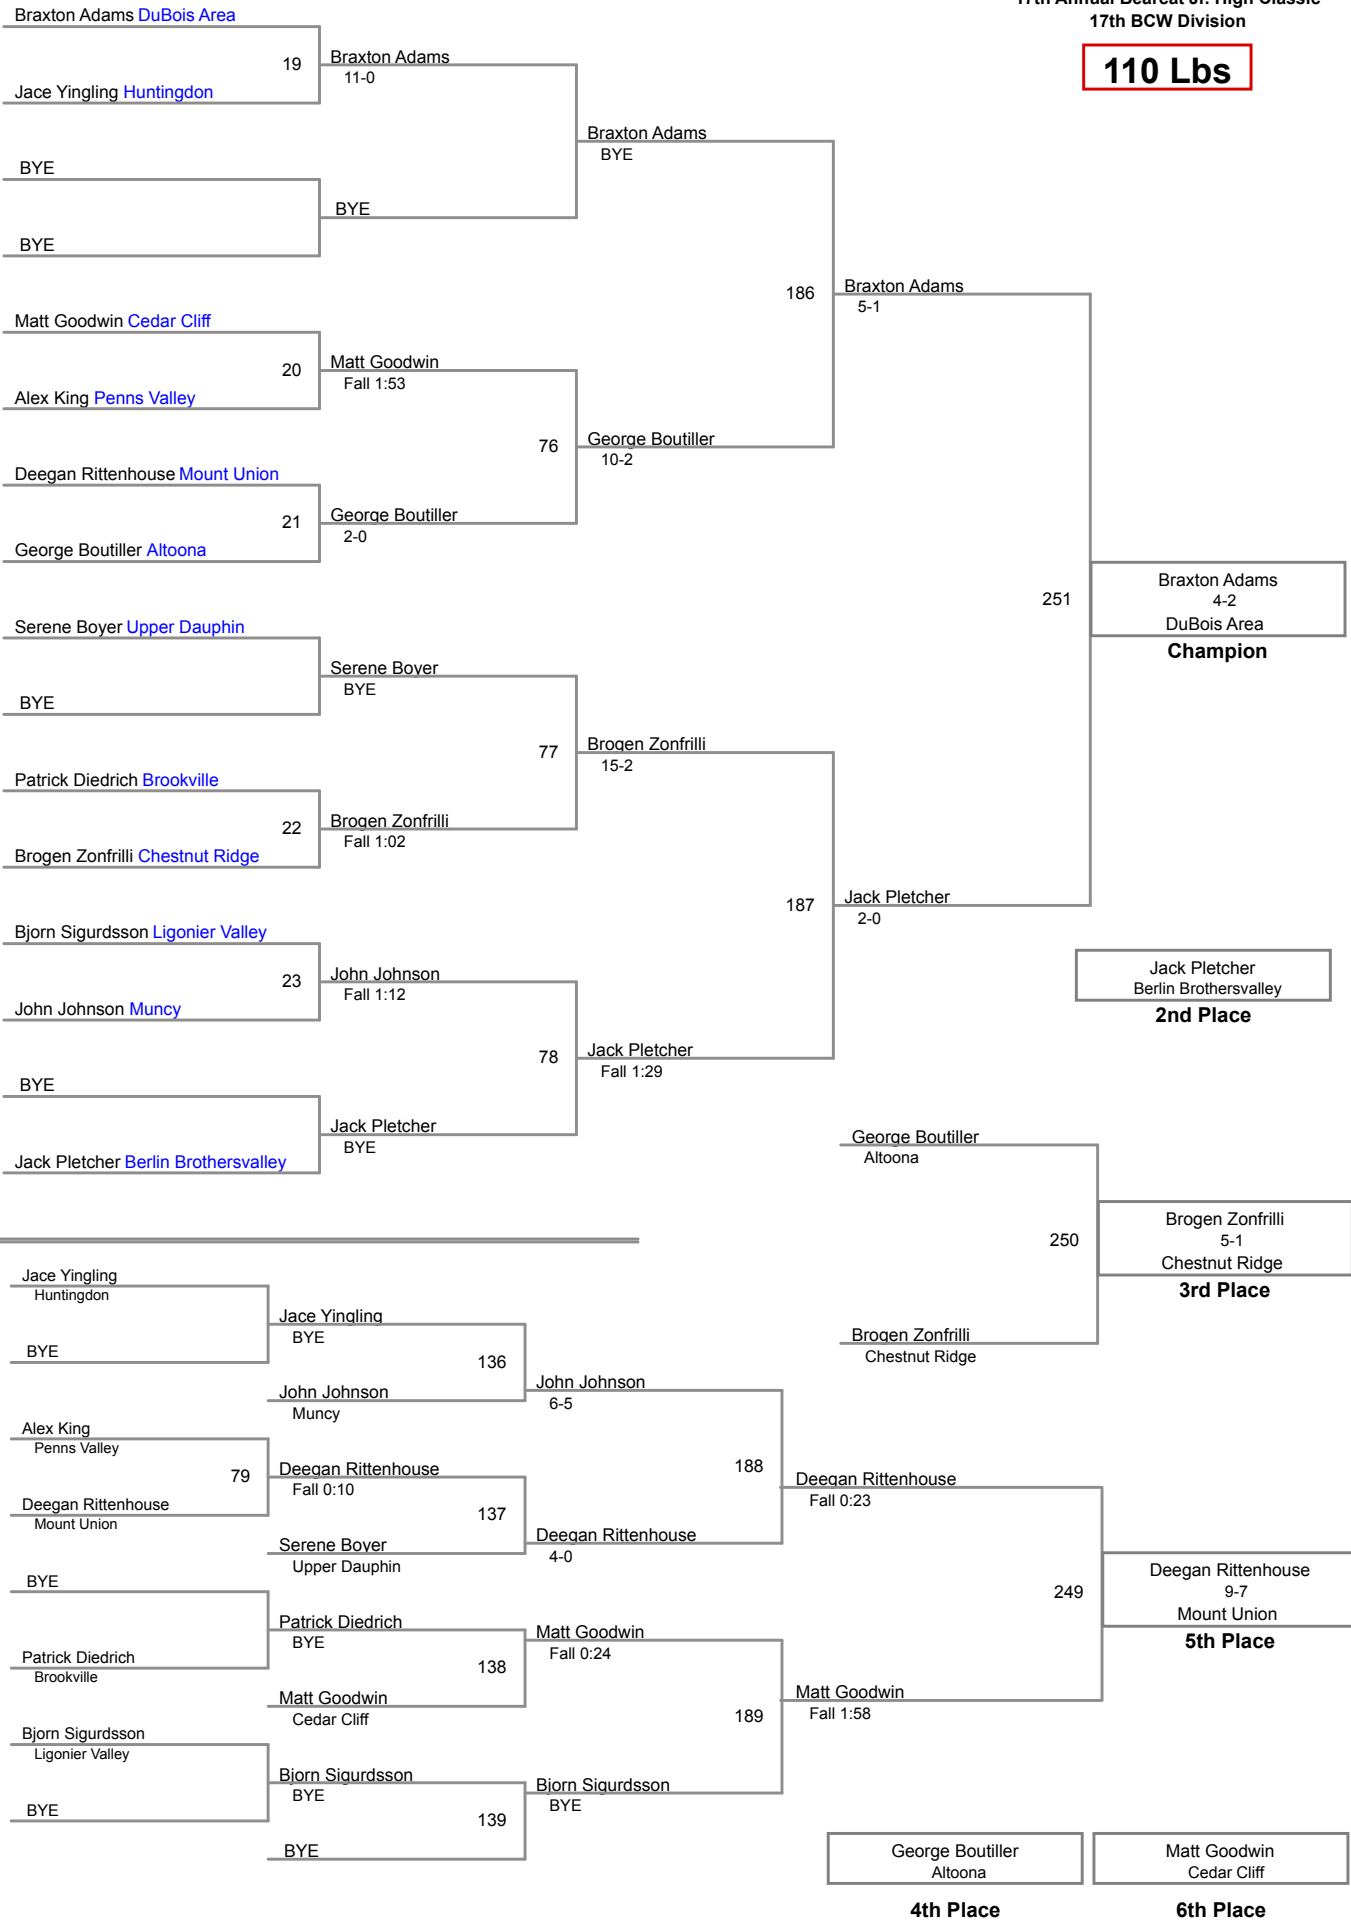 17th Annual Bearcat Jr. High Classic
17th BCW Division
110 Lbs
Braxton Adams DuBois Area
19
Jace Yingling Huntingdon
Braxton Adams
11-0
BYE
BYE
BYE
Braxton Adams
BYE
Matt Goodwin Cedar Cliff
20
Alex King Penns Valley
Matt Goodwin
Fall 1:53
Deegan Rittenhouse Mount Union
21
George Boutiller Altoona
George Boutiller
2-0
76
George Boutiller
10-2
186
Braxton Adams
5-1
Serene Boyer Upper Dauphin
BYE
Serene Boyer
BYE
Patrick Diedrich Brookville
22
Brogen Zonfrilli Chestnut Ridge
Brogen Zonfrilli
Fall 1:02
77
Brogen Zonfrilli
15-2
Bjorn Sigurdsson Ligonier Valley
23
John Johnson Muncy
John Johnson
Fall 1:12
BYE
Jack Pletcher Berlin Brothersvalley
Jack Pletcher
BYE
78
Jack Pletcher
Fall 1:29
187
Jack Pletcher
2-0
251
Braxton Adams
4-2
DuBois Area
Champion
Jack Pletcher
Berlin Brothersvalley
2nd Place
George Boutiller
Altoona
250
Brogen Zonfrilli
Chestnut Ridge
Brogen Zonfrilli
5-1
Chestnut Ridge
3rd Place
Jace Yingling
Huntingdon
BYE
Jace Yingling
BYE
136
John Johnson
Muncy
John Johnson
6-5
Alex King
Penns Valley
79
Deegan Rittenhouse
Mount Union
Deegan Rittenhouse
Fall 0:10
137
Serene Boyer
Upper Dauphin
Deegan Rittenhouse
4-0
188
Deegan Rittenhouse
Fall 0:23
BYE
Patrick Diedrich
Brookville
Patrick Diedrich
BYE
138
Matt Goodwin
Cedar Cliff
Matt Goodwin
Fall 0:24
Bjorn Sigurdsson
Ligonier Valley
BYE
Bjorn Sigurdsson
BYE
139
BYE
Bjorn Sigurdsson
BYE
189
Matt Goodwin
Fall 1:58
249
Deegan Rittenhouse
9-7
Mount Union
5th Place
George Boutiller
Altoona
4th Place
Matt Goodwin
Cedar Cliff
6th Place